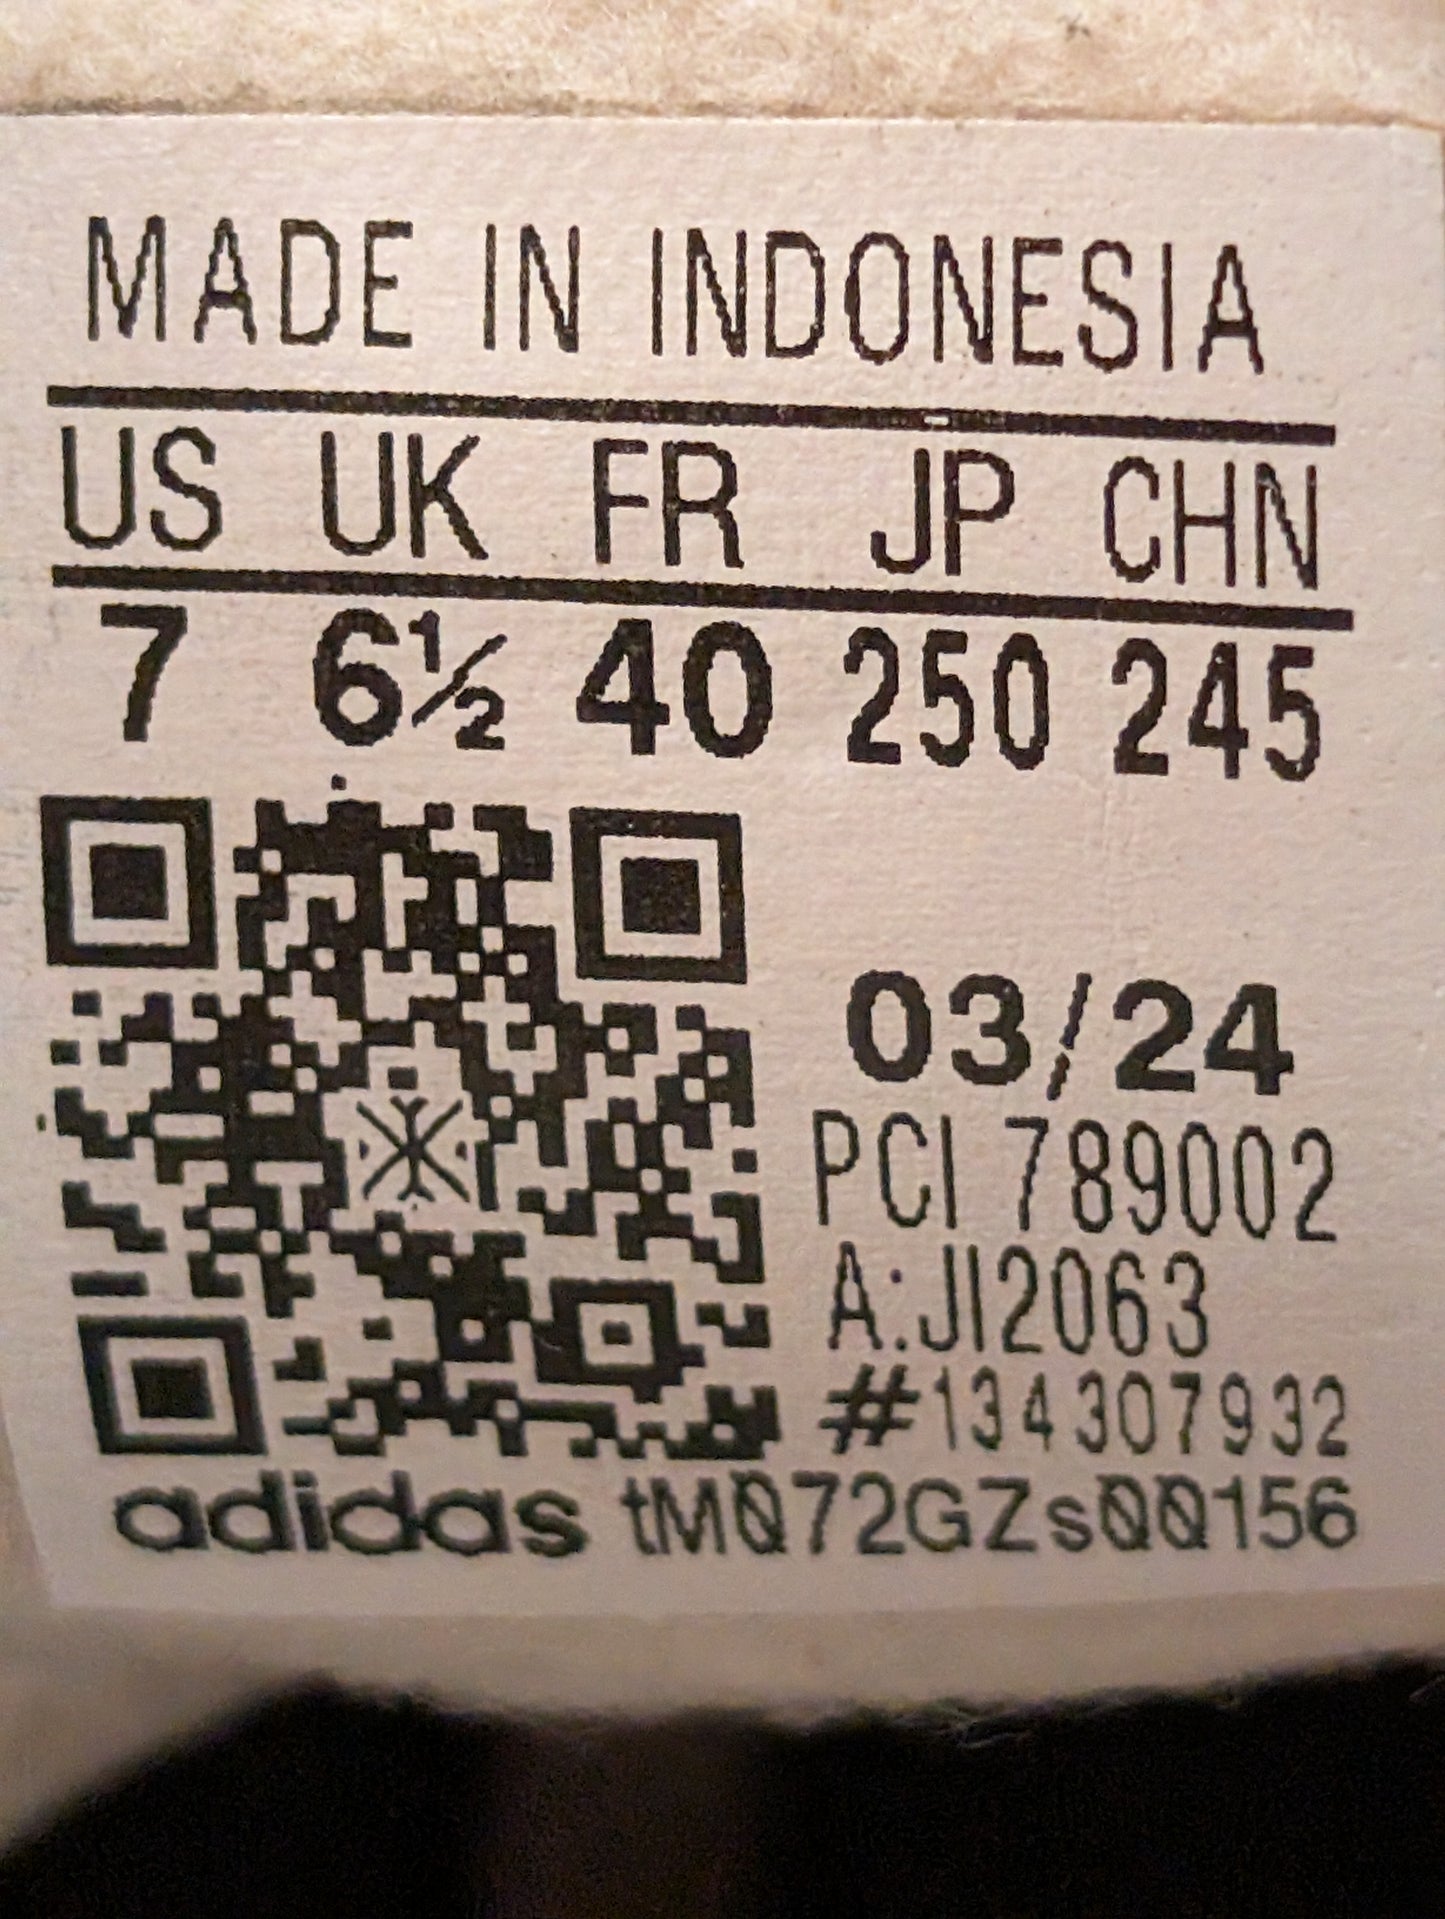 MADE IN INDONESIA
US UK FR JP CHN
7 6½ 40 250 245
03/24
PCI 789002
A:JI2063
#134307932
adidas tM072GZs00156